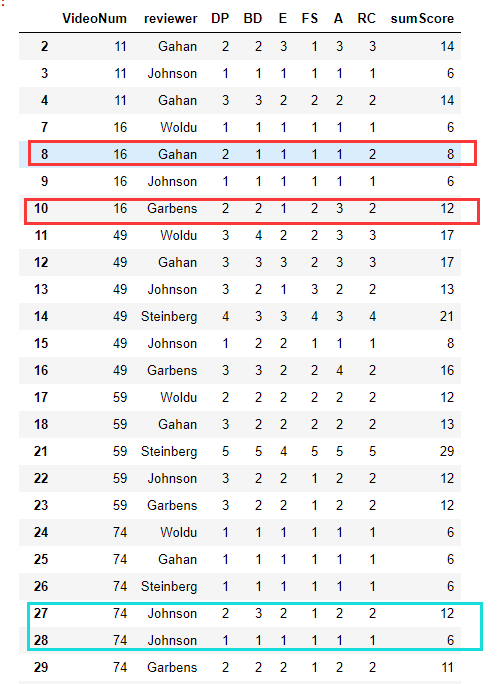 :
VideoNum reviewer DP BD E FS A RC sumScore
2 11 Gahan 2 2 3 1 3 3 14
3 11 Johnson 1 1 1 1 1 1 6
4 11 Gahan 3 3 2 2 2 2 14
7 16 Woldu 1 1 1 1 1 1 6
8 16 Gahan 2 1 1 1 1 2 8
9 16 Johnson 1 1 1 1 1 1 6
10 16 Garbens 2 2 1 2 3 2 12
11 49 Woldu 3 4 2 2 3 3 17
12 49 Gahan 3 3 3 2 3 3 17
13 49 Johnson 3 2 1 3 2 2 13
14 49 Steinberg 4 3 3 4 3 4 21
15 49 Johnson 1 2 2 1 1 1 8
16 49 Garbens 3 3 2 2 4 2 16
17 59 Woldu 2 2 2 2 2 2 12
18 59 Gahan 3 2 2 2 2 2 13
21 59 Steinberg 5 5 4 5 5 5 29
22 59 Johnson 3 2 2 1 2 2 12
23 59 Garbens 3 2 2 1 2 2 12
24 74 Woldu 1 1 1 1 1 1 6
25 74 Gahan 1 1 1 1 1 1 6
26 74 Steinberg 1 1 1 1 1 1 6
27 74 Johnson 2 3 2 1 2 2 12
28 74 Johnson 1 1 1 1 1 1 6
29 74 Garbens 2 2 2 1 2 2 11